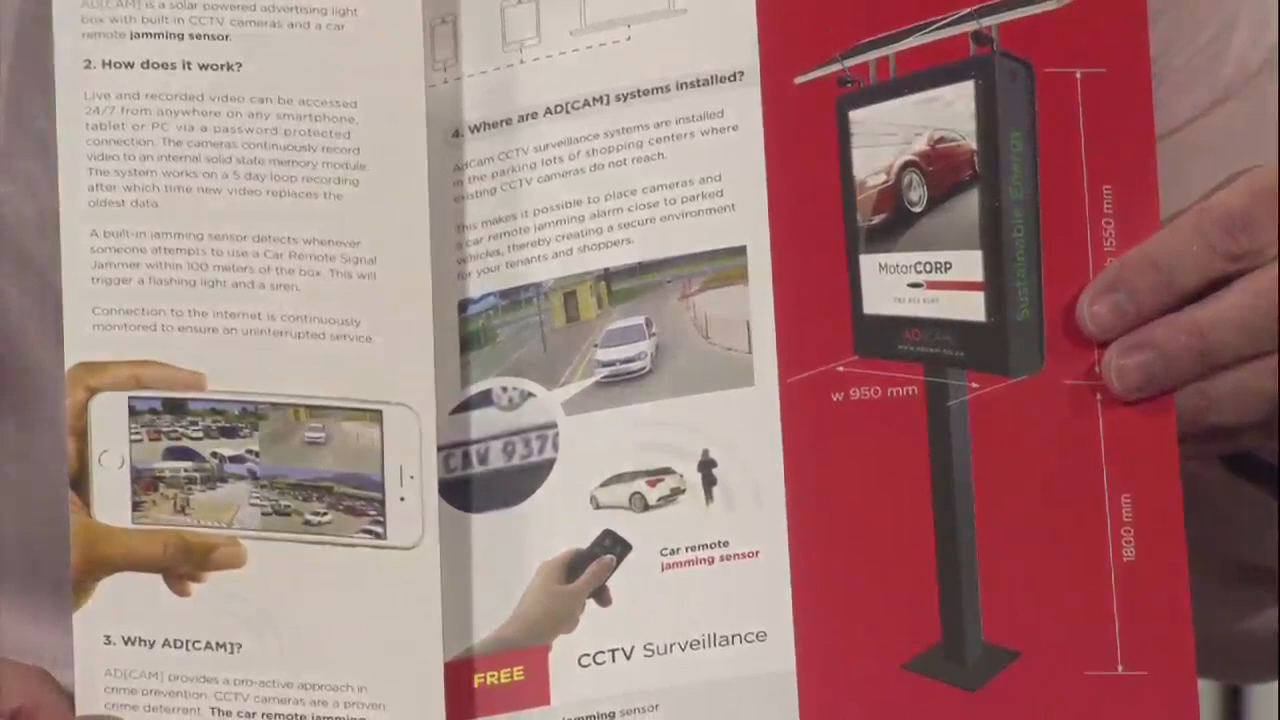 AD[CAM] is a solar powered advertising light
box with built in CCTV cameras and a car
remote jamming sensor.
2. How does it work?
Live and recorded video can be accessed
24/7 from anywhere on any smartphone,
tablet or PC via a password protected
connection. The cameras continuously record
video to an internal solid state memory module.
The system works on a 5 day loop recording
after which time new video replaces the
oldest data.
A built-in jamming sensor detects whenever
someone attempts to use a Car Remote Signal
Jammer within 100 meters of the box. This will
trigger a flashing light and a siren.
Connection to the internet is continuously
monitored to ensure an uninterrupted service.
3. Why AD[CAM]?
AD[CAM] provides a pro-active approach in
crime prevention. CCTV cameras are a proven
crime deterrent. The car remote jamming
4. Where are AD[CAM] systems installed?
AdCam CCTV surveillance systems are installed
in the parking lots of shopping centers where
existing CCTV cameras do not reach.
This makes it possible to place cameras and
a car remote jamming alarm close to parked
vehicles, thereby creating a secure environment
for your tenants and shoppers.
CAW 9370
Car remote
jamming sensor
FREE
CCTV Surveillance
jamming sensor
MotorCORP
ADCAM
Sustainable Energy
h 1550 mm
w 950 mm
1800 mm